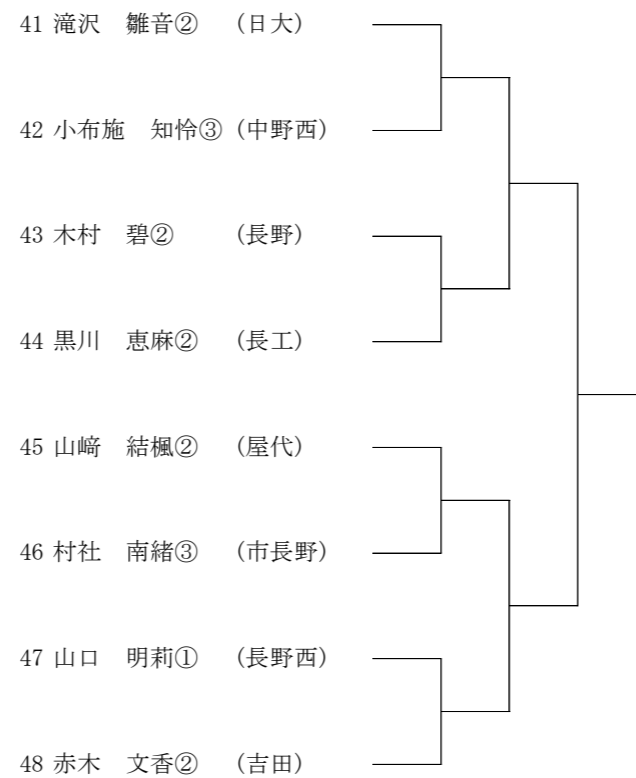 41 滝沢 雛音② (日大)
42 小布施 知怜③ (中野西)
43 木村 碧② (長野)
44 黒川 恵麻② (長工)
45 山﨑 結楓② (屋代)
46 村社 南緒③ (市長野)
47 山口 明莉① (長野西)
48 赤木 文香② (吉田)